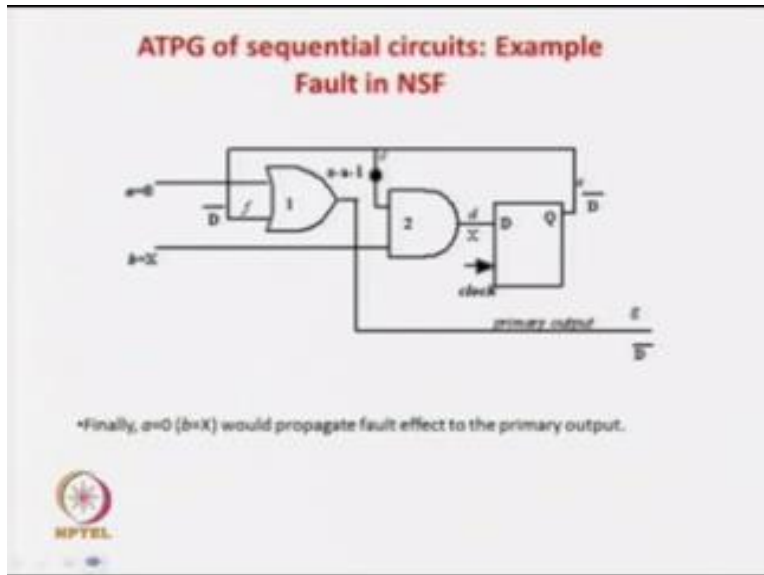 ATPG of sequential circuits: Example
Fault in NSF
s-a-1
a=0
D
f
1
2
d
X
D
Q
e
D
b=X
clock
primary output
g
D
•Finally, a=0 (b=X) would propagate fault effect to the primary output.
NPTEL